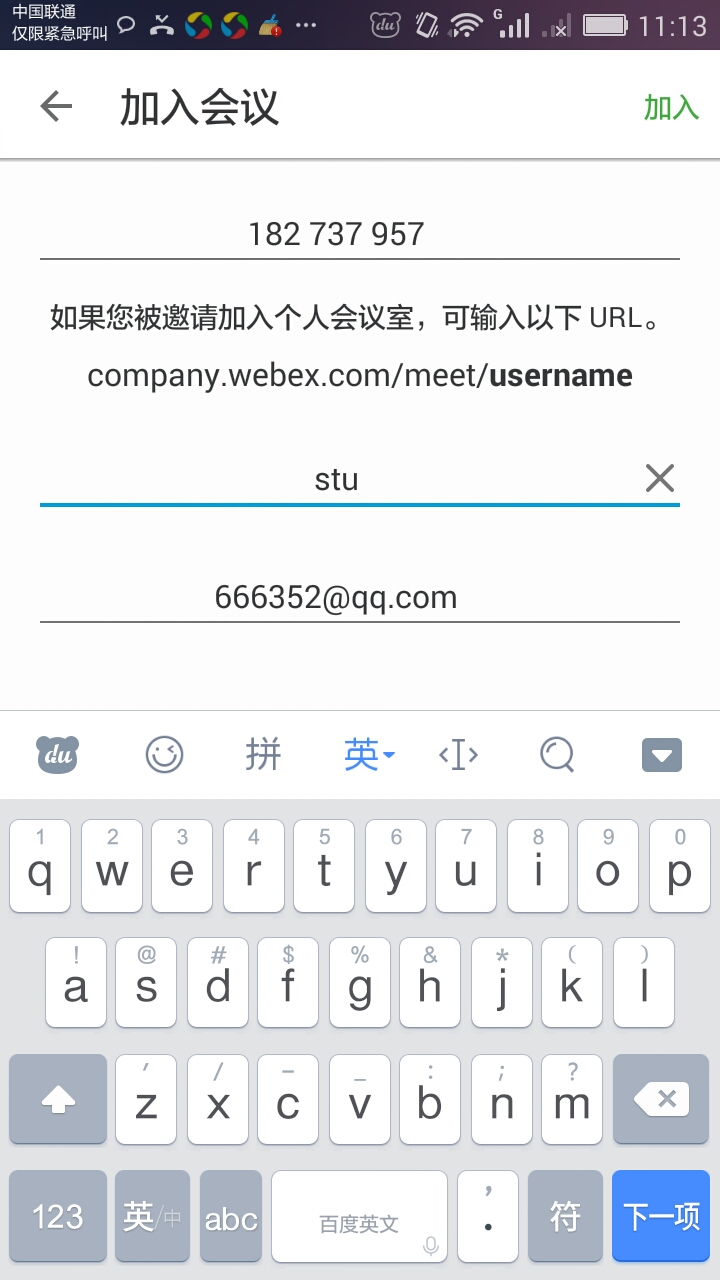 中国联通
仅限紧急呼叫
du
G
11:13
加入会议
加入
182 737 957
如果您被邀请加入个人会议室，可输入以下 URL。
company.webex.com/meet/username
stu
666352@qq.com
du 拼 英
1 2 3 4 5 6 7 8 9 0
q w e r t y u i o p
! @ # $ % & * ( )
a s d f g h j k l
′ / – _ : ; ?
z x c v b n m
123 英/中 abc 百度英文 , . 符 下一项